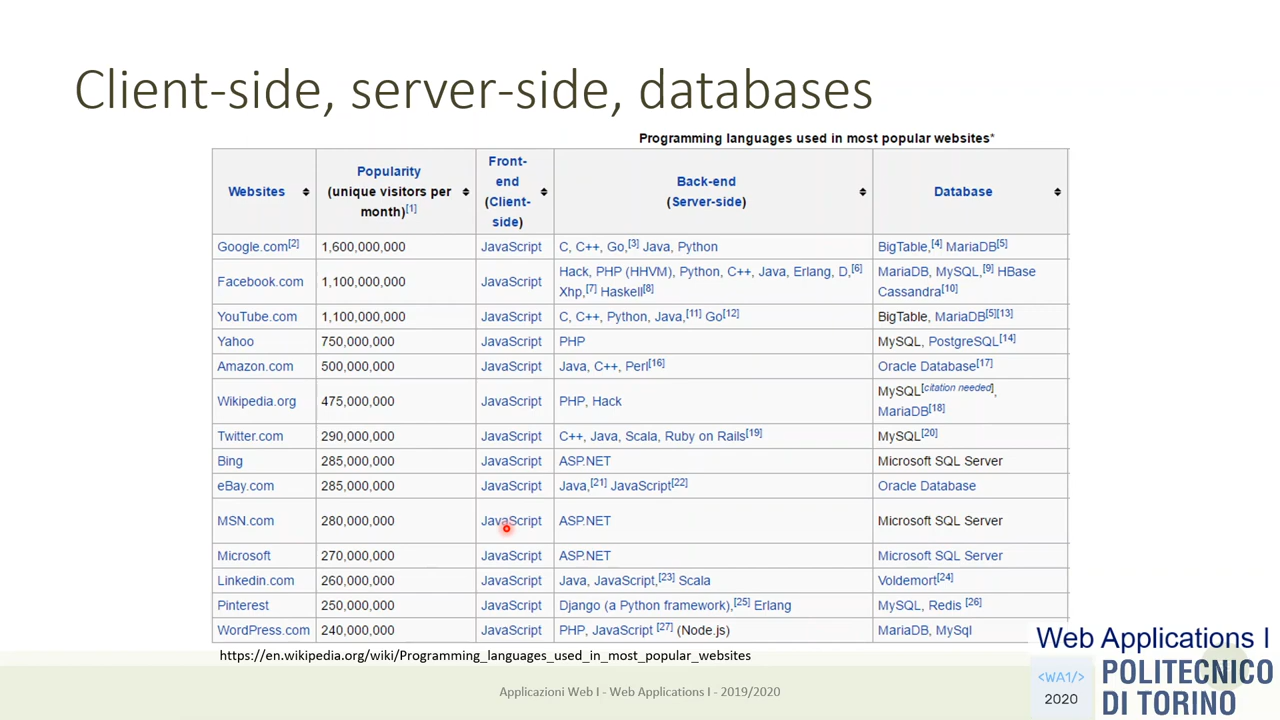 Client-side, server-side, databases
Programming languages used in most popular websites*
Websites Popularity (unique visitors per month)[1] Front-end (Client-side) Back-end (Server-side) Database
Google.com[2] 1,600,000,000 JavaScript C, C++, Go,[3] Java, Python BigTable,[4] MariaDB[5]
Facebook.com 1,100,000,000 JavaScript Hack, PHP (HHVM), Python, C++, Java, Erlang, D,[6] Xhp,[7] Haskell[8] MariaDB, MySQL,[9] HBase Cassandra[10]
YouTube.com 1,100,000,000 JavaScript C, C++, Python, Java,[11] Go[12] BigTable, MariaDB[5][13]
Yahoo 750,000,000 JavaScript PHP MySQL, PostgreSQL[14]
Amazon.com 500,000,000 JavaScript Java, C++, Perl[16] Oracle Database[17]
Wikipedia.org 475,000,000 JavaScript PHP, Hack MySQL[citation needed], MariaDB[18]
Twitter.com 290,000,000 JavaScript C++, Java, Scala, Ruby on Rails[19] MySQL[20]
Bing 285,000,000 JavaScript ASP.NET Microsoft SQL Server
eBay.com 285,000,000 JavaScript Java,[21] JavaScript[22] Oracle Database
MSN.com 280,000,000 JavaScript ASP.NET Microsoft SQL Server
Microsoft 270,000,000 JavaScript ASP.NET Microsoft SQL Server
Linkedin.com 260,000,000 JavaScript Java, JavaScript,[23] Scala Voldemort[24]
Pinterest 250,000,000 JavaScript Django (a Python framework),[25] Erlang MySQL, Redis [26]
WordPress.com 240,000,000 JavaScript PHP, JavaScript [27] (Node.js) MariaDB, MySql
https://en.wikipedia.org/wiki/Programming_languages_used_in_most_popular_websites
Applicazioni Web I - Web Applications I - 2019/2020
Web Applications I
<WA1/>
2020
POLITECNICO
DI TORINO